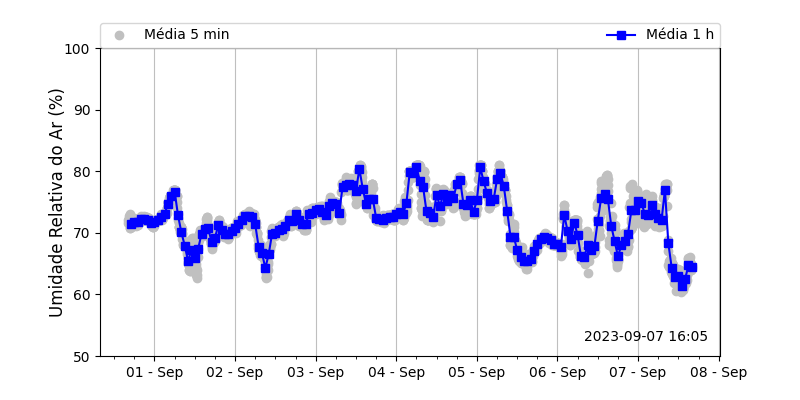 Média 5 min
Média 1 h
Umidade Relativa do Ar (%)
100
90
80
70
60
50
2023-09-07 16:05
01 - Sep
02 - Sep
03 - Sep
04 - Sep
05 - Sep
06 - Sep
07 - Sep
08 - Sep